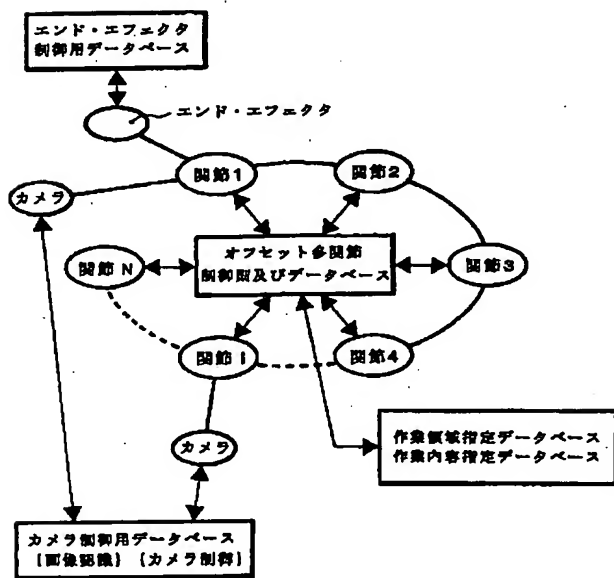 エンド・エフェクタ
制御用データベース
エンド・エフェクタ
関節1
関節2
カメラ
オフセット多関節
制御部及びデータベース
関節N
関節3
関節i
関節4
カメラ
作業領域指定データベース
作業内容指定データベース
カメラ制御用データベース
(画像認識) (カメラ制御)